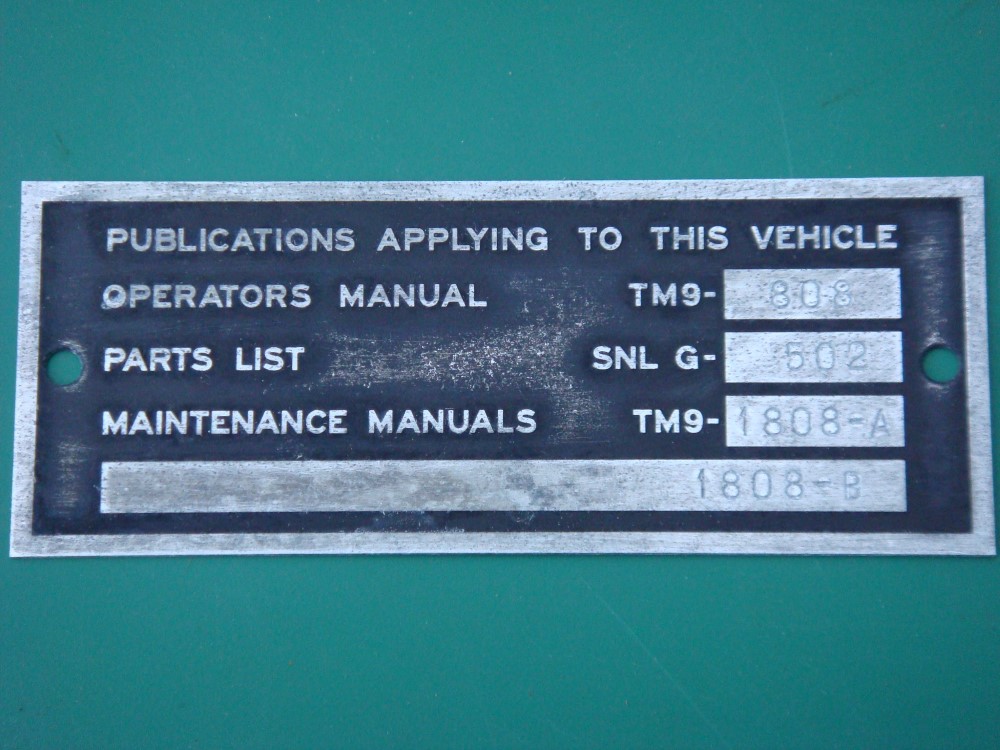 PUBLICATIONS APPLYING TO THIS VEHICLE
OPERATORS MANUAL TM9- 808
PARTS LIST SNL G- 502
MAINTENANCE MANUALS TM9- 1808-A
1808-B